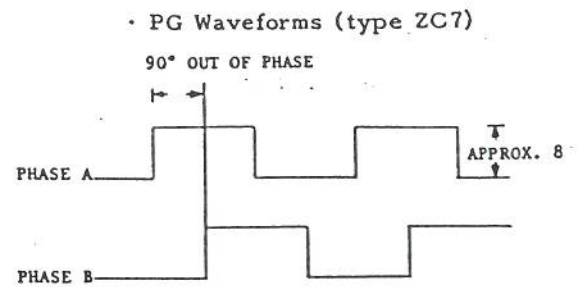 · PG Waveforms (type ZC7)
90° OUT OF PHASE
PHASE A
APPROX. 8
PHASE B